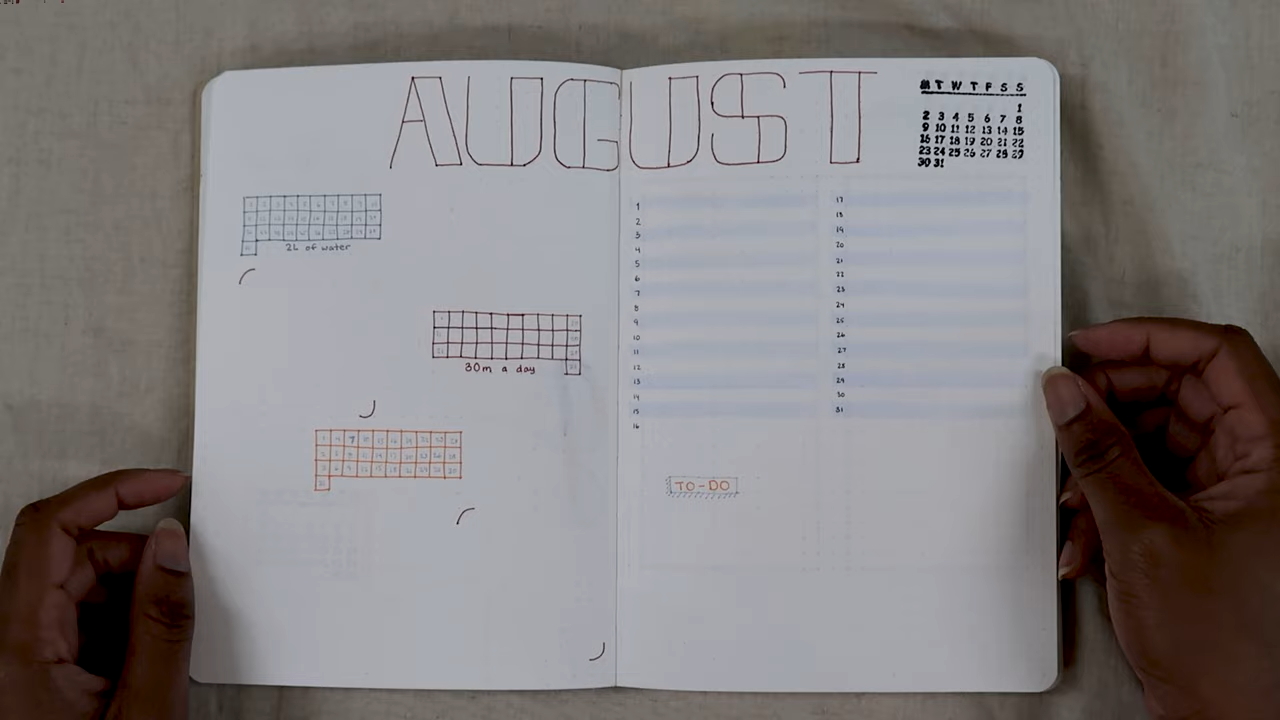 AUGUST
M T W T F S S
1
2 3 4 5 6 7 8
9 10 11 12 13 14 15
16 17 18 19 20 21 22
23 24 25 26 27 28 29
30 31
2L of water
30m a day
1 17
2 18
3 19
4 20
5 21
6 22
7 23
8 24
9 25
10 26
11 27
12 28
13 29
14 30
15 31
16
TO-DO